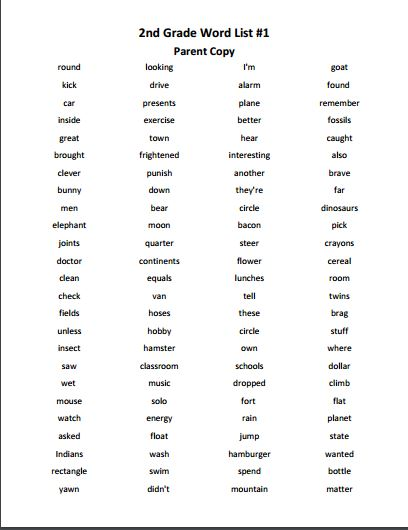 2nd Grade Word List #1
Parent Copy
round looking I'm goat
kick drive alarm found
car presents plane remember
inside exercise better fossils
great town hear caught
brought frightened interesting also
clever punish another brave
bunny down they're far
men bear circle dinosaurs
elephant moon bacon pick
joints quarter steer crayons
doctor continents flower cereal
clean equals lunches room
check van tell twins
fields hoses these brag
unless hobby circle stuff
insect hamster own where
saw classroom schools dollar
wet music dropped climb
mouse solo fort flat
watch energy rain planet
asked float jump state
Indians wash hamburger wanted
rectangle swim spend bottle
yawn didn't mountain matter